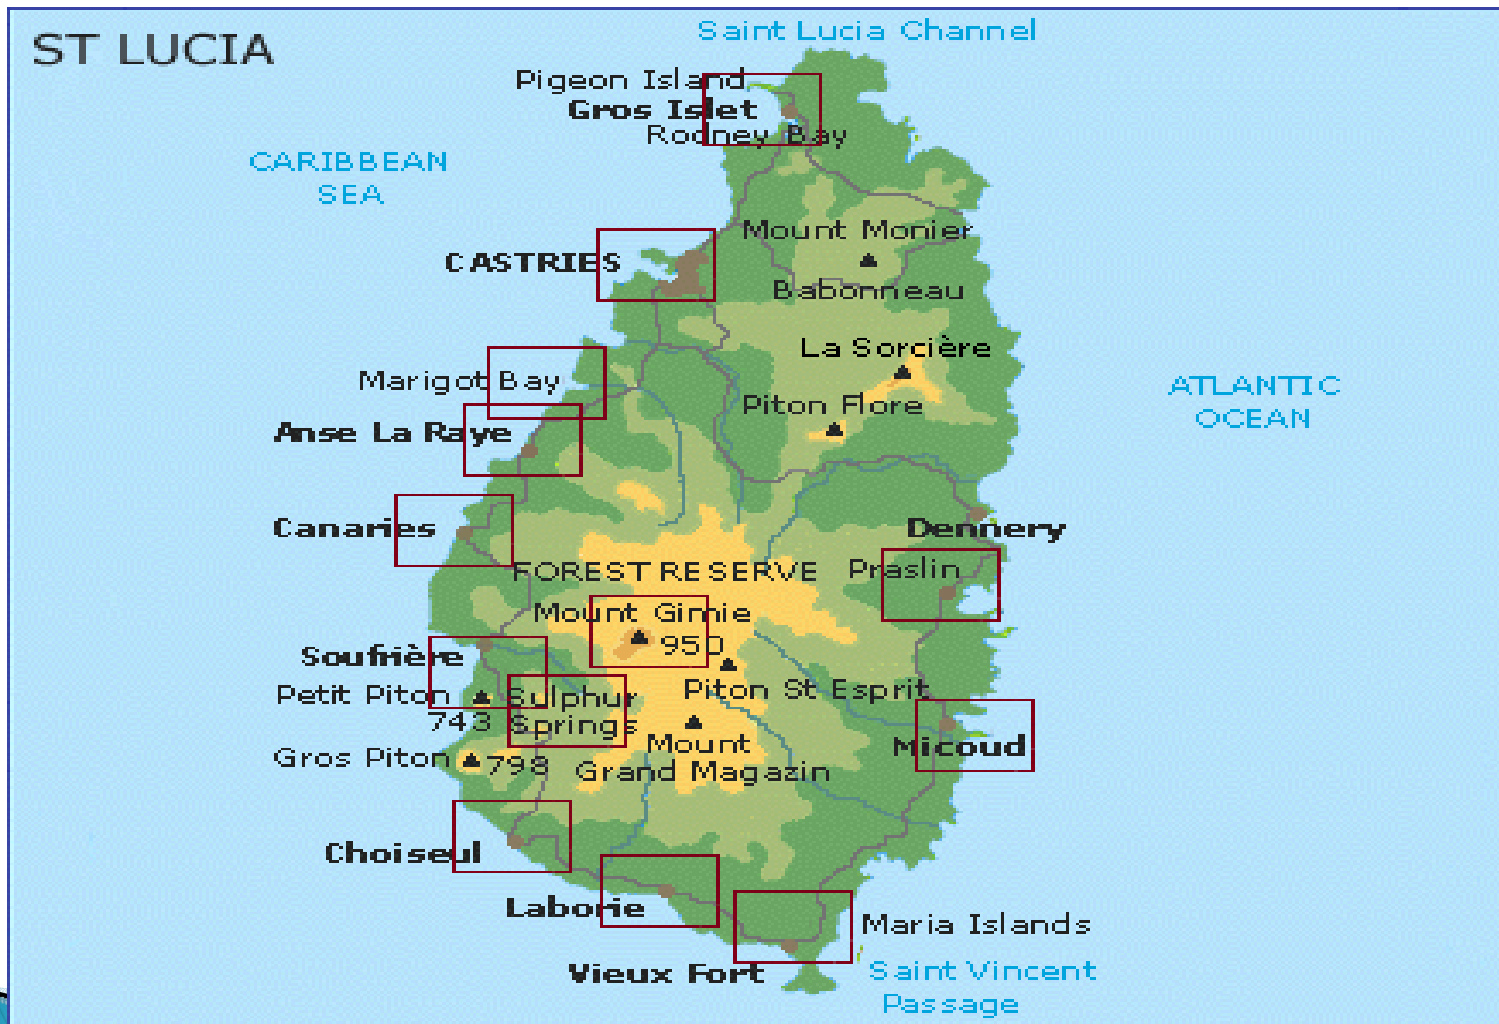 Saint Lucia Channel
ST LUCIA
Pigeon Island
Gros Islet
Rodney Bay
CARIBBEAN
SEA
Mount Monier
CASTRIES
Babonneau
La Sorcière
Marigot Bay
ATLANTIC
OCEAN
Piton Flore
Anse La Raye
Canaries
Dennery
FOREST RESERVE
Praslin
Mount Gimie
950
Soufrière
Piton St Esprit
Petit Piton
743
Sulphur
Springs
Mount
Grand Magazin
Micoud
Gros Piton
798
Choiseul
Laborie
Maria Islands
Vieux Fort
Saint Vincent
Passage